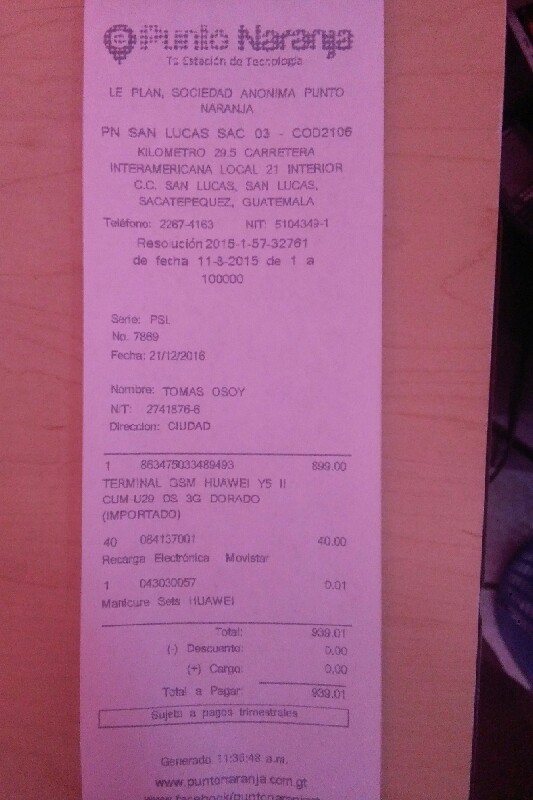 Punto Naranja
Tu Estación de Tecnología
LE PLAN, SOCIEDAD ANONIMA PUNTO
NARANJA
PN SAN LUCAS SAC 03 - COD2106
KILOMETRO 29.5 CARRETERA
INTERAMERICANA LOCAL 21 INTERIOR
C.C. SAN LUCAS, SAN LUCAS,
SACATEPEQUEZ, GUATEMALA
Teléfono: 2267-4163 NIT: 5104349-1
Resolución 2015-1-57-32761
de fecha 11-8-2015 de 1 a
100000
Serie: PSL
No. 7869
Fecha: 21/12/2016
Nombre: TOMAS OSOY
NIT: 2741876-6
Direccion: CIUDAD
1 863475033489493 899.00
TERMINAL GSM HUAWEI Y5 II
CUM-U29 DS 3G DORADO
(IMPORTADO)
40 084137001 40.00
Recarga Electrónica Movistar
1 043030057 0.01
Manicure Sets HUAWEI
Total: 939.01
(-) Descuento: 0.00
(+) Cargo: 0.00
Total a Pagar: 939.01
Sujeto a pagos trimestrales
Generado 11:36:48 a.m.
www.puntonaranja.com.gt